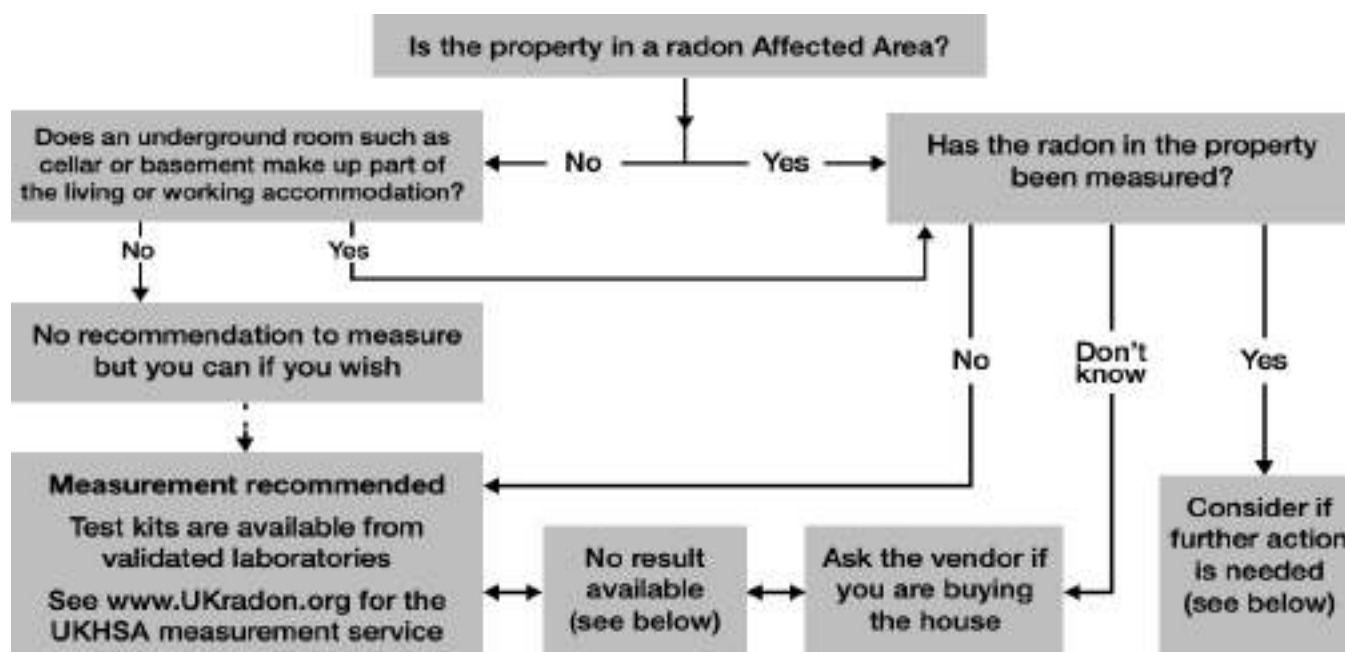 Is the property in a radon Affected Area?
Does an underground room such as
cellar or basement make up part of
the living or working accommodation?
No
Yes
Has the radon in the property
been measured?
No
Yes
No recommendation to measure
but you can if you wish
No
Don't
know
Yes
Measurement recommended
Test kits are available from
validated laboratories
See www.UKradon.org for the
UKHSA measurement service
No result
available
(see below)
Ask the vendor if
you are buying
the house
Consider if
further action
is needed
(see below)